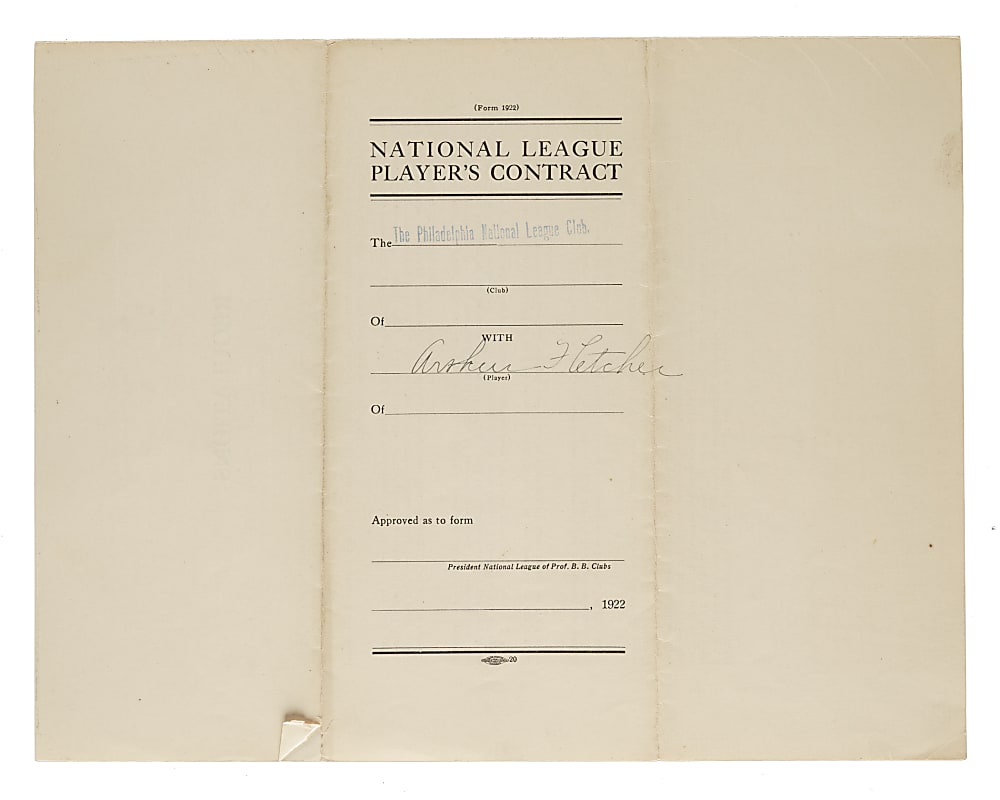 (Form 1922)
NATIONAL LEAGUE
PLAYER'S CONTRACT
The The Philadelphia National League Club.
(Club)
Of
WITH
Arthur Fletcher
(Player)
Of
Approved as to form
President National League of Prof. B. B. Clubs
, 1922
20